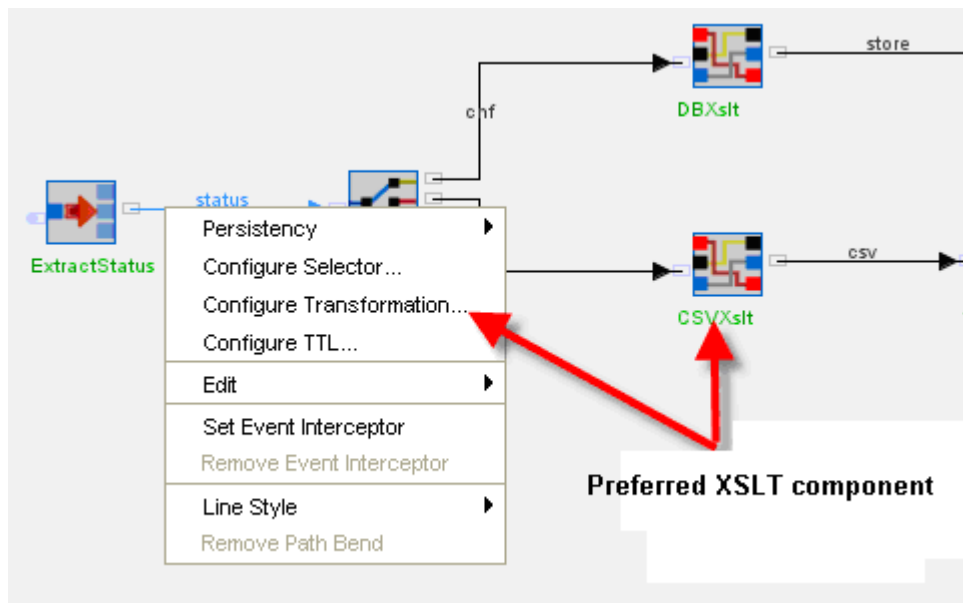 store
DBXslt
cnf
status
ExtractStatus
Persistency
Configure Selector...
Configure Transformation...
Configure TTL...
Edit
Set Event Interceptor
Remove Event Interceptor
Line Style
Remove Path Bend
csv
CSVXslt
Preferred XSLT component